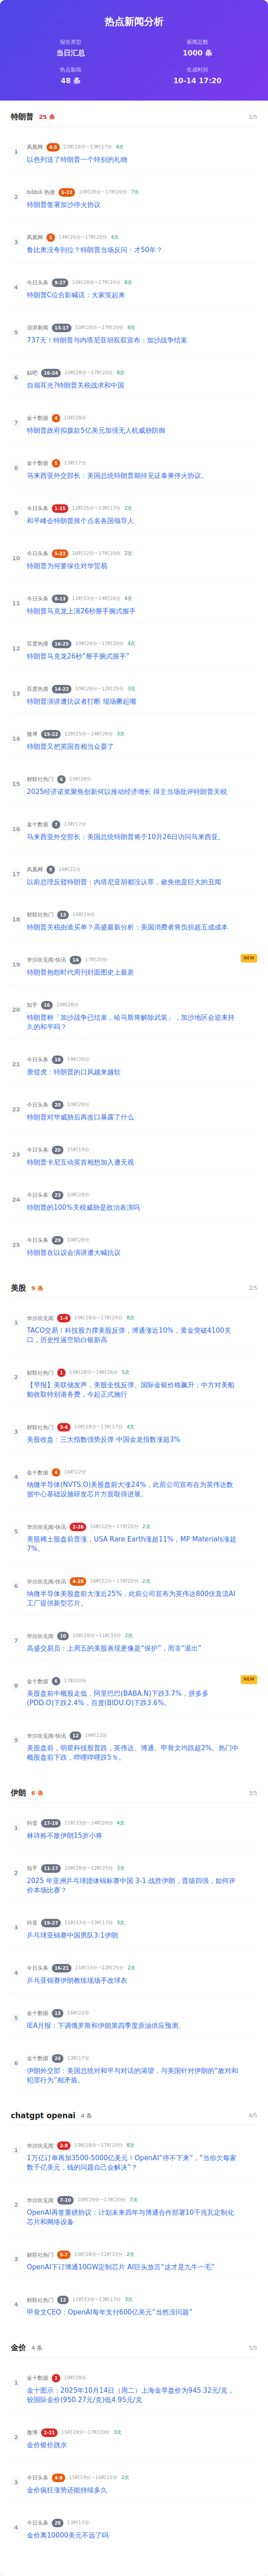 热点新闻分析
报告类型
当日汇总
新闻总数
1000 条
热点新闻
48 条
生成时间
10-14 17:20
特朗普 25 条 1/5
1
凤凰网 4-5 10时28分~13时17分 4次
以色列送了特朗普一个特别的礼物
2
bilibili 热搜 5-22 10时28分~17时20分 7次
特朗普签署加沙停火协议
3
凤凰网 5 14时26分~17时20分 4次
鲁比奥没夸到位？特朗普当场反问：才50年？
4
今日头条 9-27 10时28分~17时20分 8次
特朗普C位合影喊话：大家笑起来
5
澎湃新闻 13-17 10时28分~17时20分 8次
737天！特朗普与内塔尼亚胡双双宣布：加沙战争结束
6
贴吧 16-24 10时28分~17时20分 8次
自扇耳光?特朗普关税战求和中国
7
金十数据 4 10时28分
特朗普政府拟拨款5亿美元加强无人机威胁防御
8
金十数据 5 13时17分
马来西亚外交部长：美国总统特朗普期待见证泰柬停火协议。
9
今日头条 1-15 12时25分~13时17分 2次
和平峰会特朗普挨个点名各国领导人
10
今日头条 5-23 16时22分~17时20分 2次
特朗普为何要保住对华贸易
11
今日头条 8-13 11时33分~14时26分 4次
特朗普马克龙上演26秒掰手腕式握手
12
百度热搜 16-25 10时28分~17时20分 4次
特朗普马克龙26秒“掰手腕式握手”
13
百度热搜 14-22 10时28分~12时25分 3次
特朗普演讲遭抗议者打断 现场噘起嘴
14
微博 15-22 12时25分~14时26分 3次
特朗普又把英国首相当众耍了
15
财联社热门 6 10时28分
2025经济诺奖聚焦创新何以推动经济增长 得主当场批评特朗普关税
16
金十数据 7 13时17分
马来西亚外交部长：美国总统特朗普将于10月26日访问马来西亚。
17
凤凰网 9 16时22分
以前总理反驳特朗普：内塔尼亚胡都没认罪，赦免他是巨大的丑闻
18
财联社热门 13 15时19分
特朗普关税由谁买单？高盛最新分析：美国消费者将负担超五成成本
19
华尔街见闻-快讯 14 17时20分 NEW
特朗普抱怨时代周刊封面图史上最差
20
知乎 16 10时28分
特朗普称「加沙战争已结束，哈马斯将解除武装」，加沙地区会迎来持
久的和平吗？
21
今日头条 18 14时26分
唐驳虎：特朗普的口风越来越软
22
今日头条 20 10时28分
特朗普对华威胁后再改口暴露了什么
23
今日头条 20 15时19分
特朗普卡尼互动英首相想加入遭无视
24
今日头条 23 10时28分
特朗普的100%关税威胁是政治表演吗
25
今日头条 29 10时28分
特朗普在以议会演讲遭大喊抗议
美股 9 条 2/5
1
华尔街见闻 1-4 10时28分~17时20分 8次
TACO交易！科技股力撑美股反弹，博通涨近10%，黄金突破4100关
口，历史性逼空助白银新高
2
财联社热门 1 10时28分~14时26分 5次
【早报】美联储发声，美股全线反弹、国际金银价格飙升；中方对美船
舶收取特别港务费，今起正式施行
3
财联社热门 3-4 10时28分~13时17分 4次
美股收盘：三大指数强势反弹 中国金龙指数涨超3%
4
金十数据 4 16时22分
纳微半导体(NVTS.O)美股盘前大涨24%，此前公司宣布在为英伟达数
据中心基础设施研发芯片方面取得进展。
5
华尔街见闻-快讯 2-26 16时22分~17时20分 2次
美股稀土股盘前普涨，USA Rare Earth涨超11%，MP Materials涨超
7%。
6
华尔街见闻-快讯 4-28 16时22分~17时20分 2次
纳微半导体美股盘前大涨近25%，此前公司宣布为英伟达800伏直流AI
工厂提供新型芯片。
7
华尔街见闻 10 10时28分~11时33分 2次
高盛交易员：上周五的美股表现更像是“保护”，而非“退出”
8
金十数据 6 17时20分 NEW
美股盘前中概股走低，阿里巴巴(BABA.N)下跌3.7%，拼多多
(PDD.O)下跌2.4%，百度(BIDU.O)下跌3.6%。
9
华尔街见闻-快讯 12 16时22分
美股盘前，明星科技股普跌，英伟达、博通、甲骨文均跌超2%。热门中
概股盘前下跌，哔哩哔哩跌5％。
伊朗 6 条 3/5
1
抖音 17-19 11时33分~14时26分 4次
林诗栋不敌伊朗15岁小将
2
知乎 11-17 10时28分~12时25分 3次
2025 年亚洲乒乓球团体锦标赛中国 3-1 战胜伊朗，晋级四强，如何评
价本场比赛？
3
抖音 19-27 11时33分~13时17分 3次
乒乓球亚锦赛中国男队3:1伊朗
4
今日头条 16-21 11时33分~12时25分 2次
乒乓亚锦赛伊朗教练现场手改球衣
5
金十数据 13 16时22分
IEA月报：下调俄罗斯和伊朗第四季度原油供应预测。
6
金十数据 24 13时17分
伊朗外交部：美国总统对和平与对话的渴望，与美国针对伊朗的“敌对和
犯罪行为”相矛盾。
chatgpt openai 4 条 4/5
1
华尔街见闻 2-8 10时28分~17时20分 8次
1万亿订单再加3500-5000亿美元！OpenAI“停不下来”，“当你欠每家
数千亿美元，钱的问题自己会解决”？
2
华尔街见闻 7-10 10时28分~17时20分 7次
OpenAI再签重磅协议：计划未来四年与博通合作部署10千兆瓦定制化
芯片和网络设备
3
财联社热门 5-7 10时28分~11时33分 2次
OpenAI下订博通10GW定制芯片 AI巨头放言“这才是九牛一毛”
4
财联社热门 12 11时33分~13时17分 3次
甲骨文CEO：OpenAI每年支付600亿美元“当然没问题”
金价 4 条 5/5
1
金十数据 1 10时28分
金十图示：2025年10月14日（周二）上海金早盘价为945.32元/克，
较国际金价(950.27元/克)低4.95元/克
2
微博 2-21 15时19分~17时20分 3次
金价银价跳水
3
今日头条 4-9 15时19分~16时22分 2次
金价疯狂涨势还能持续多久
4
今日头条 28 13时17分
金价离10000美元不远了吗